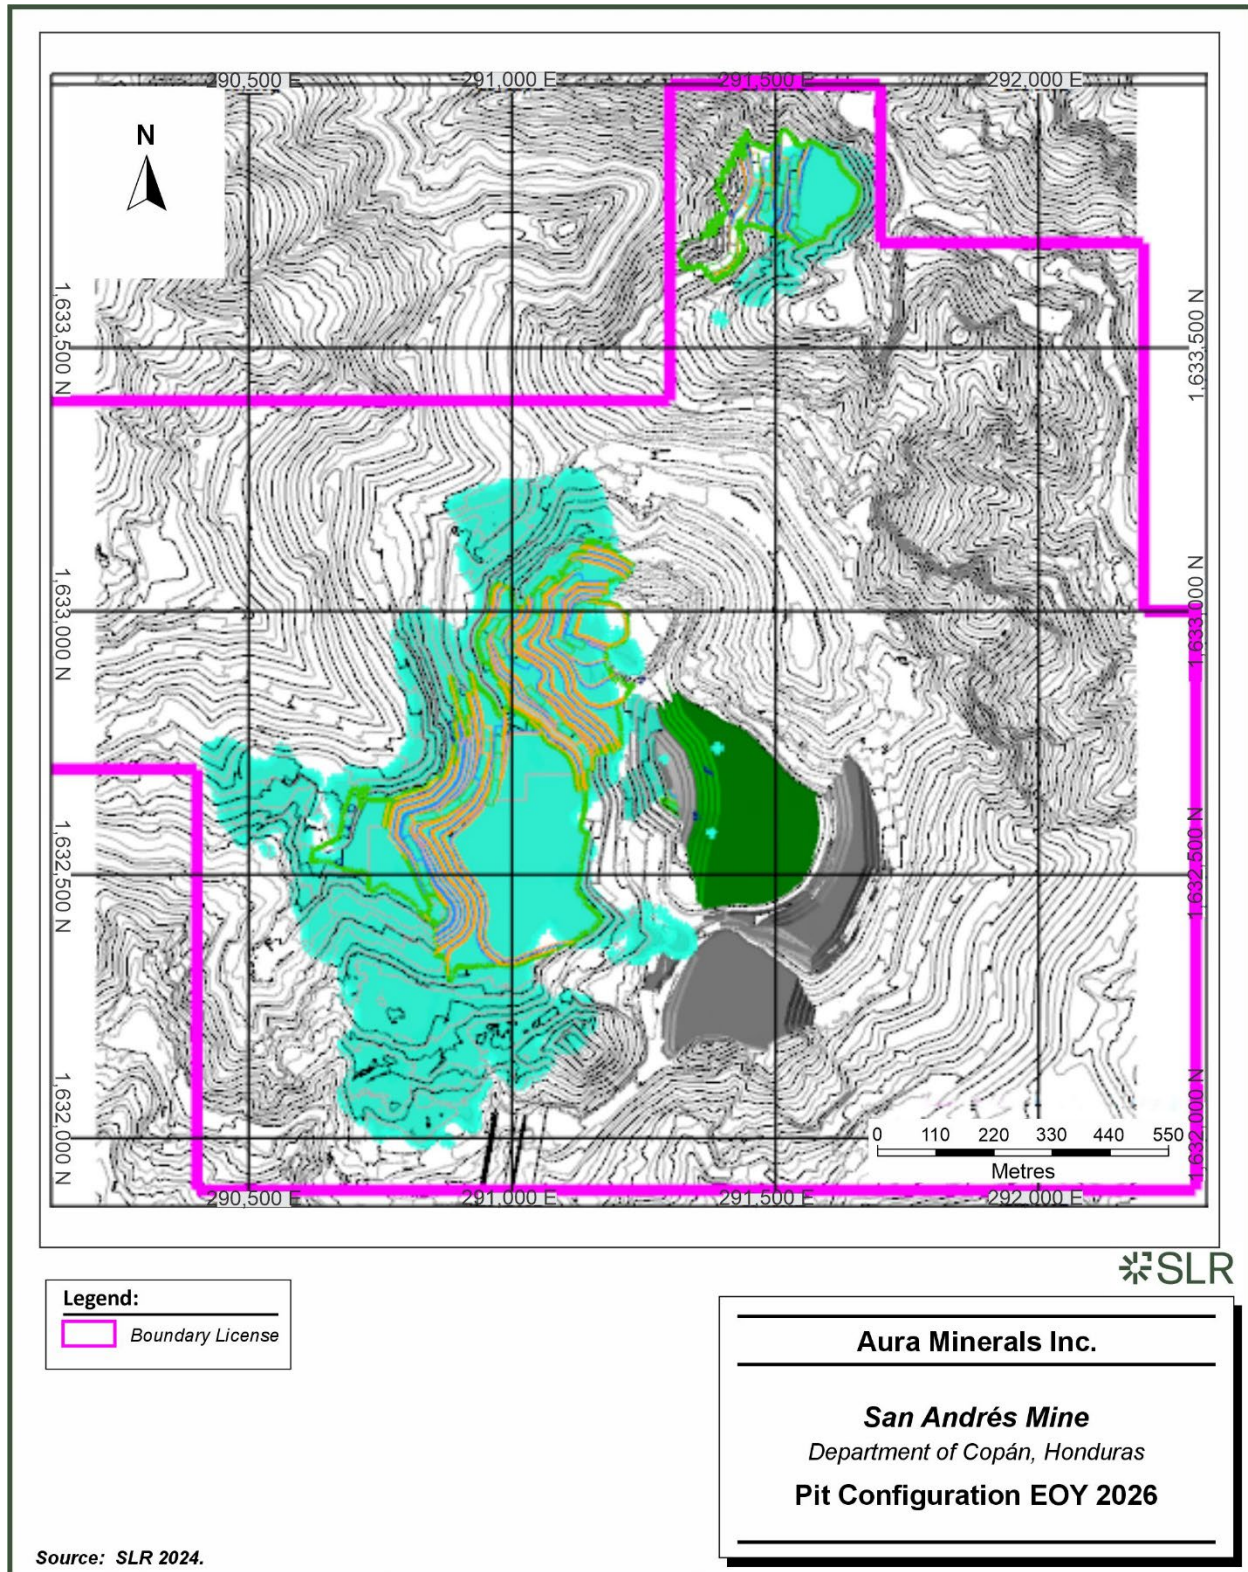 290,500 E 291,000 E 291,500 E 292,000 E
N
1,633,500 N
1,633,500 N
1,633,000 N
1,633,000 N
1,632,500 N
1,632,500 N
1,632,000 N
1,632,000 N
0 110 220 330 440 550
Metres
290,500 E 291,000 E 291,500 E 292,000 E
SLR
Legend:
Boundary License
Aura Minerals Inc.
San Andrés Mine
Department of Copán, Honduras
Pit Configuration EOY 2026
Source: SLR 2024.